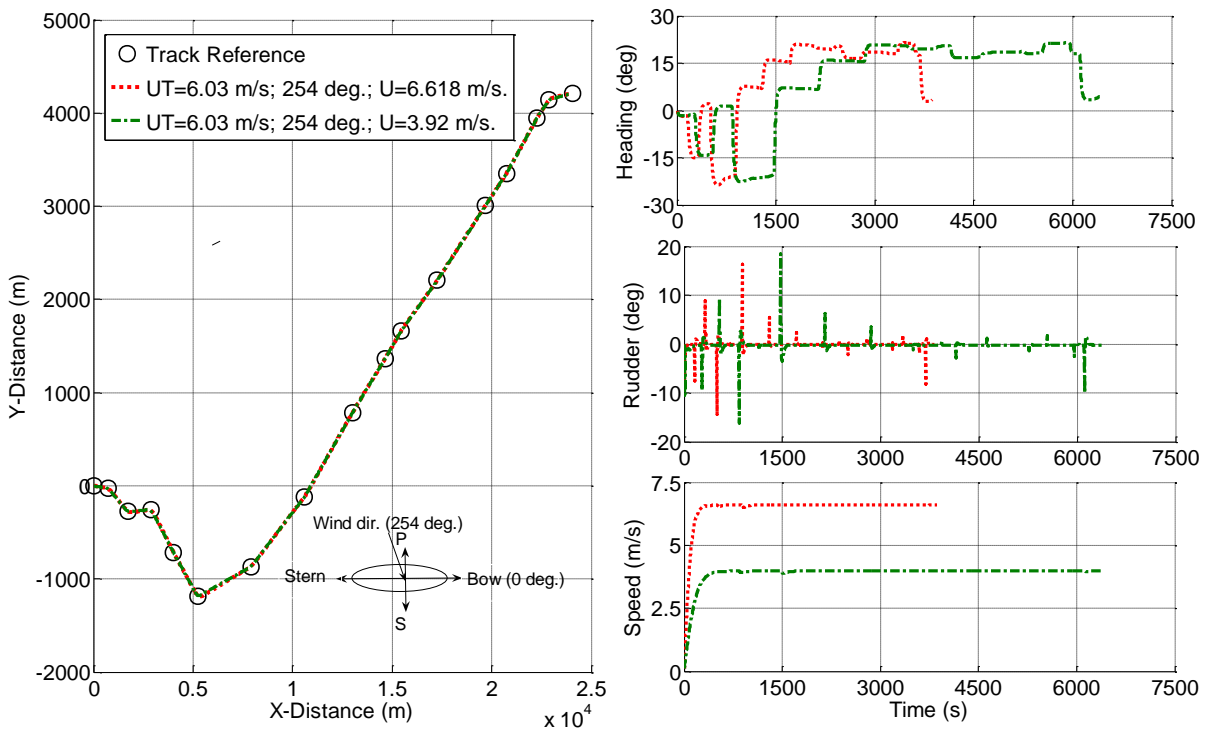 5000
4000
3000
2000
1000
0
-1000
-2000
Y-Distance (m)
Track Reference
UT=6.03 m/s; 254 deg.; U=6.618 m/s.
UT=6.03 m/s; 254 deg.; U=3.92 m/s.
Wind dir. (254 deg.)
P
Stern
Bow (0 deg.)
S
0 0.5 1 1.5 2 2.5
x 10^4
X-Distance (m)
30
15
0
-15
-30
Heading (deg)
0 1500 3000 4500 6000 7500
20
10
0
-10
-20
Rudder (deg)
0 1500 3000 4500 6000 7500
7.5
5
2.5
0
Speed (m/s)
0 1500 3000 4500 6000 7500
Time (s)